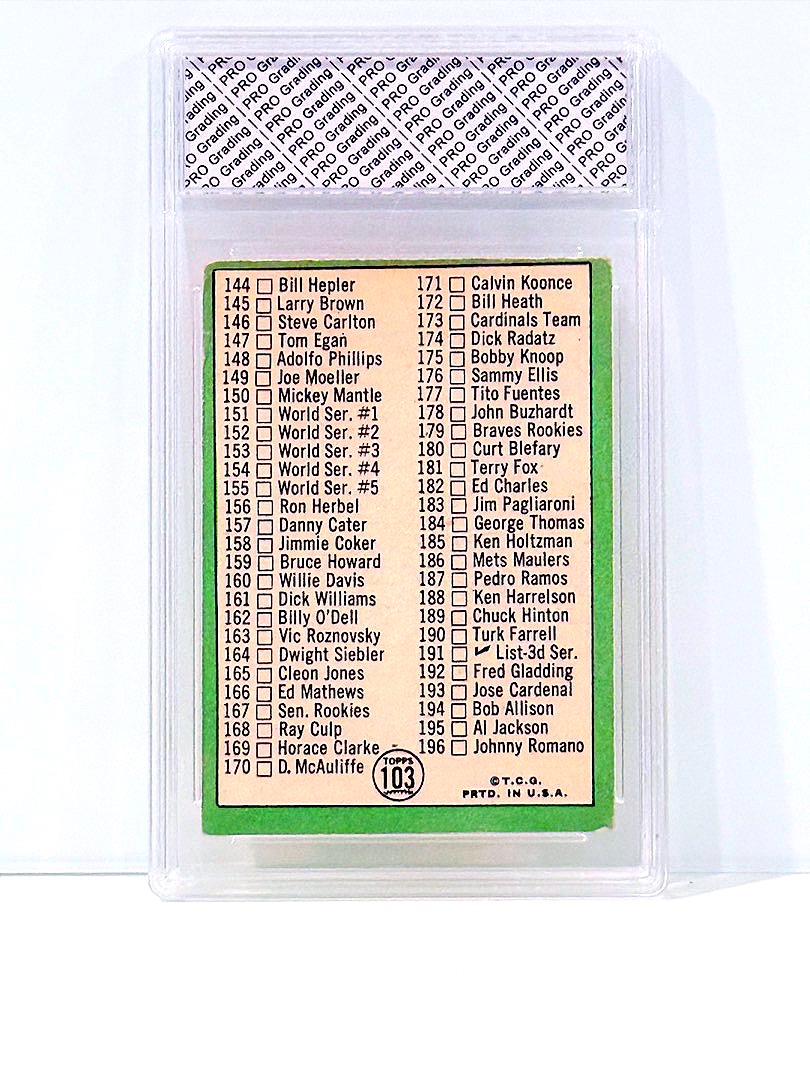 PRO Grading
144 Bill Hepler
145 Larry Brown
146 Steve Carlton
147 Tom Egan
148 Adolfo Phillips
149 Joe Moeller
150 Mickey Mantle
151 World Ser. #1
152 World Ser. #2
153 World Ser. #3
154 World Ser. #4
155 World Ser. #5
156 Ron Herbel
157 Danny Cater
158 Jimmie Coker
159 Bruce Howard
160 Willie Davis
161 Dick Williams
162 Billy O'Dell
163 Vic Roznovsky
164 Dwight Siebler
165 Cleon Jones
166 Ed Mathews
167 Sen. Rookies
168 Ray Culp
169 Horace Clarke
170 D. McAuliffe
171 Calvin Koonce
172 Bill Heath
173 Cardinals Team
174 Dick Radatz
175 Bobby Knoop
176 Sammy Ellis
177 Tito Fuentes
178 John Buzhardt
179 Braves Rookies
180 Curt Blefary
181 Terry Fox
182 Ed Charles
183 Jim Pagliaroni
184 George Thomas
185 Ken Holtzman
186 Mets Maulers
187 Pedro Ramos
188 Ken Harrelson
189 Chuck Hinton
190 Turk Farrell
191 List-3d Ser.
192 Fred Gladding
193 Jose Cardenal
194 Bob Allison
195 Al Jackson
196 Johnny Romano
TOPPS
103
©T.C.G.
PRTD. IN U.S.A.